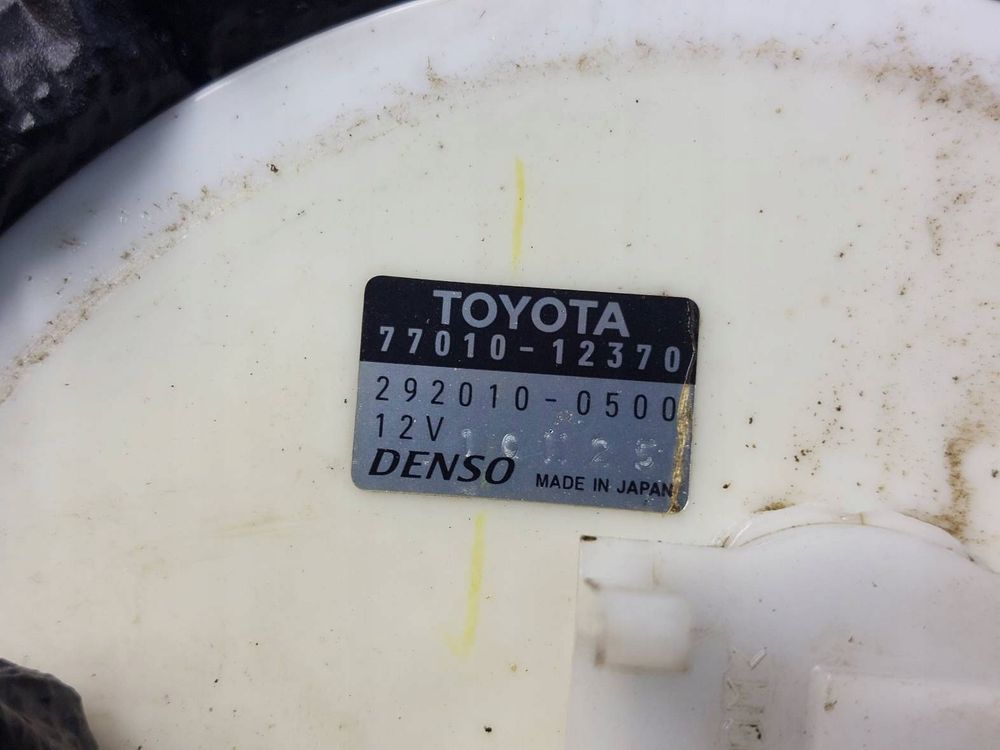 TOYOTA
77010-12370
292010-0500
12V
DENSO MADE IN JAPAN